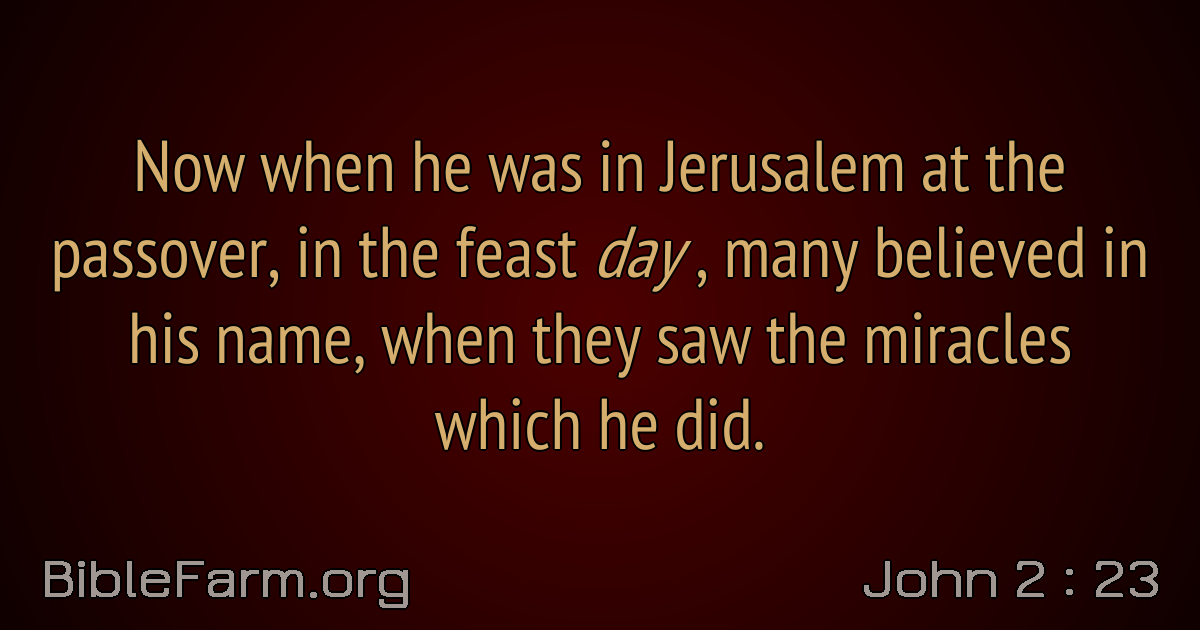 Now when he was in Jerusalem at the
passover, in the feast day , many believed in
his name, when they saw the miracles
which he did.
BibleFarm.org
John 2 : 23